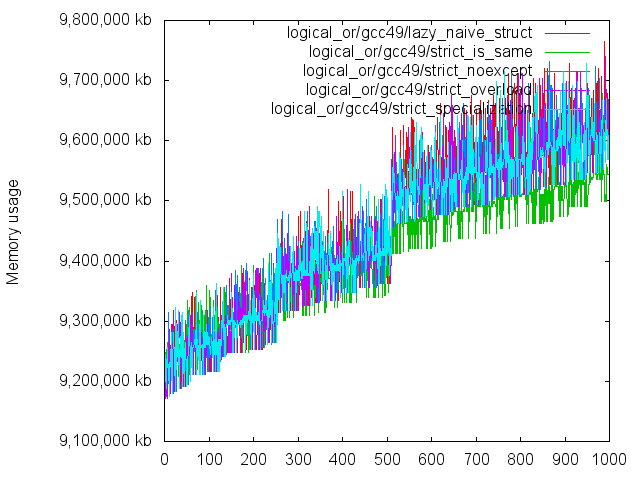 9,800,000 kb
9,700,000 kb
9,600,000 kb
9,500,000 kb
9,400,000 kb
9,300,000 kb
9,200,000 kb
9,100,000 kb
Memory usage
logical_or/gcc49/lazy_naive_struct
logical_or/gcc49/strict_is_same
logical_or/gcc49/strict_noexcept
logical_or/gcc49/strict_overload
logical_or/gcc49/strict_specialization
0 100 200 300 400 500 600 700 800 900 1000